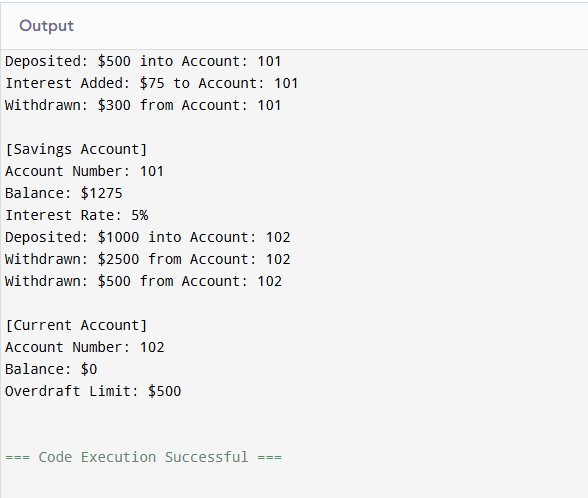 Output
Deposited: $500 into Account: 101
Interest Added: $75 to Account: 101
Withdrawn: $300 from Account: 101
[Savings Account]
Account Number: 101
Balance: $1275
Interest Rate: 5%
Deposited: $1000 into Account: 102
Withdrawn: $2500 from Account: 102
Withdrawn: $500 from Account: 102
[Current Account]
Account Number: 102
Balance: $0
Overdraft Limit: $500
=== Code Execution Successful ===